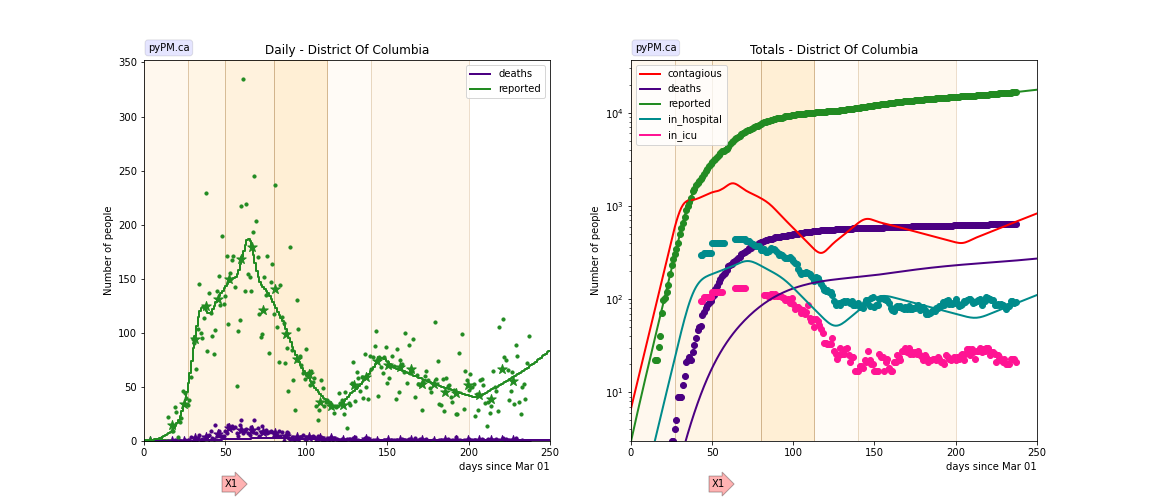 pyPM.ca
Daily - District Of Columbia
deaths
reported
350
300
250
200
150
100
50
0
Number of people
0 50 100 150 200 250
days since Mar 01
X1
pyPM.ca
Totals - District Of Columbia
contagious
deaths
reported
in_hospital
in_icu
10⁴
10³
10²
10¹
Number of people
0 50 100 150 200 250
days since Mar 01
X1